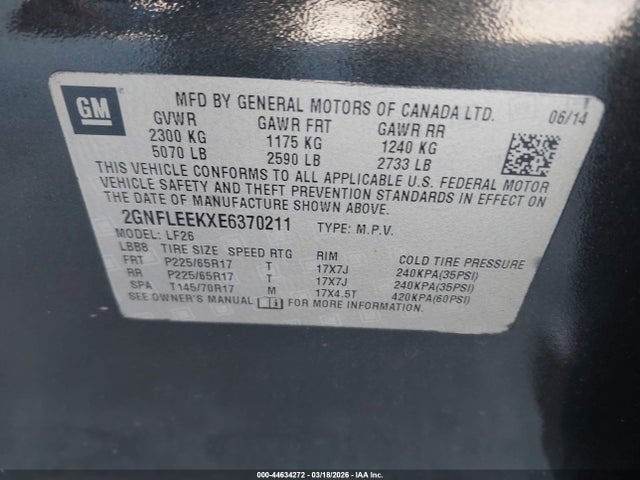 GM
MFD BY GENERAL MOTORS OF CANADA LTD.
06/14
GVWR GAWR FRT GAWR RR
2300 KG 1175 KG 1240 KG
5070 LB 2590 LB 2733 LB
THIS VEHICLE CONFORMS TO ALL APPLICABLE U.S. FEDERAL MOTOR
VEHICLE SAFETY AND THEFT PREVENTION STANDARDS IN EFFECT ON
THE DATE OF MANUFACTURE SHOWN ABOVE.
2GNFLEEKXE6370211 TYPE: M.P.V.
MODEL: LF26
LBB8 TIRE SIZE SPEED RTG RIM COLD TIRE PRESSURE
FRT P225/65R17 T 17X7J 240KPA(35PSI)
RR P225/65R17 T 17X7J 240KPA(35PSI)
SPA T145/70R17 M 17X4.5T 420KPA(60PSI)
SEE OWNER'S MANUAL FOR MORE INFORMATION.
000-44634272 — 03/18/2026 — IAA Inc.